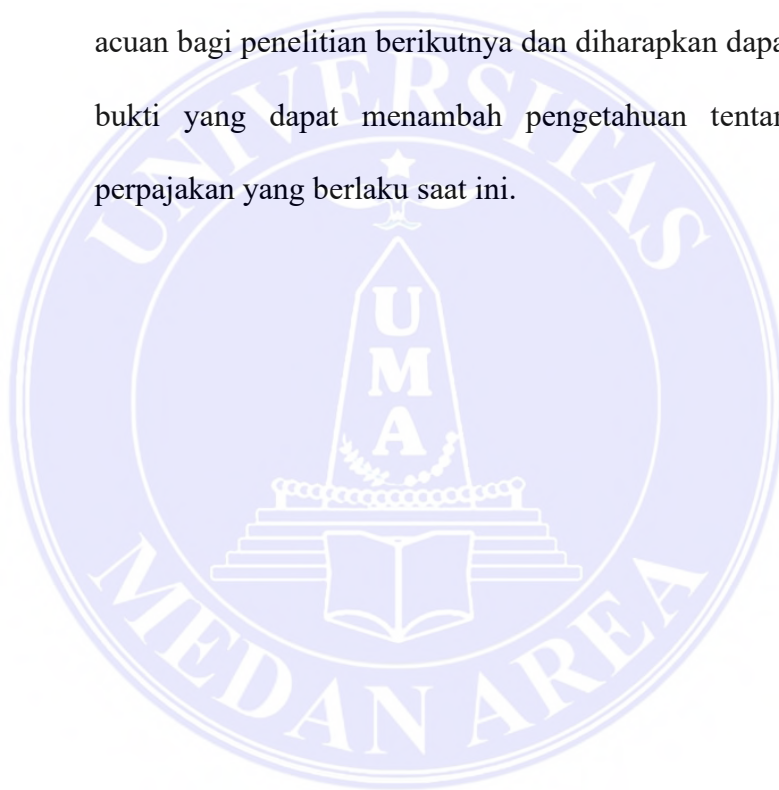 acuan bagi penelitian berikutnya dan diharapkan dapa
bukti yang dapat menambah pengetahuan tentan
perpajakan yang berlaku saat ini.
UNIVERSITAS
UMA
MEDAN AREA